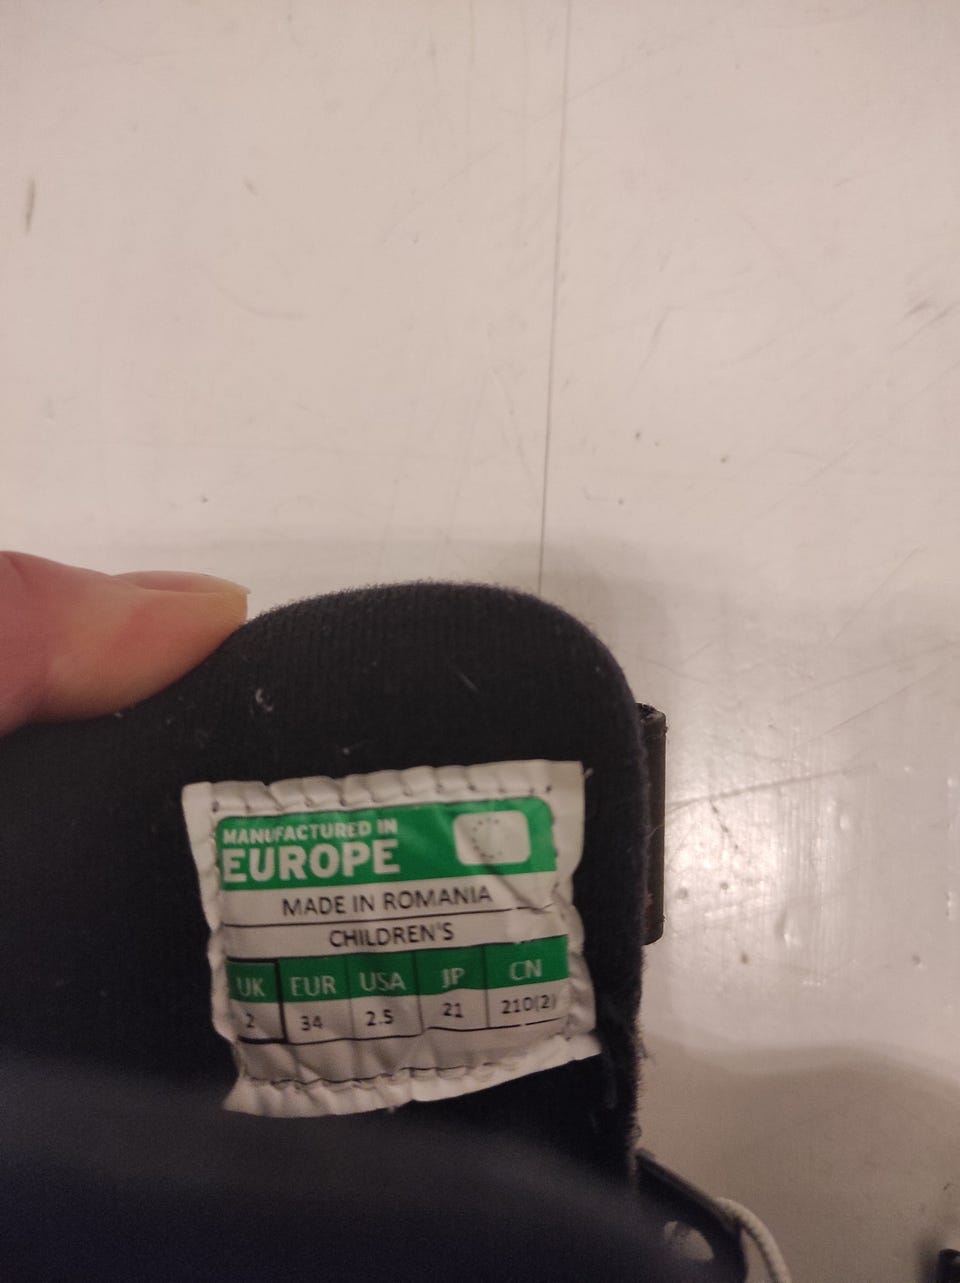 MANUFACTURED IN
EUROPE
MADE IN ROMANIA
CHILDREN'S
UK EUR USA JP CN
2 34 2.5 21 210(2)